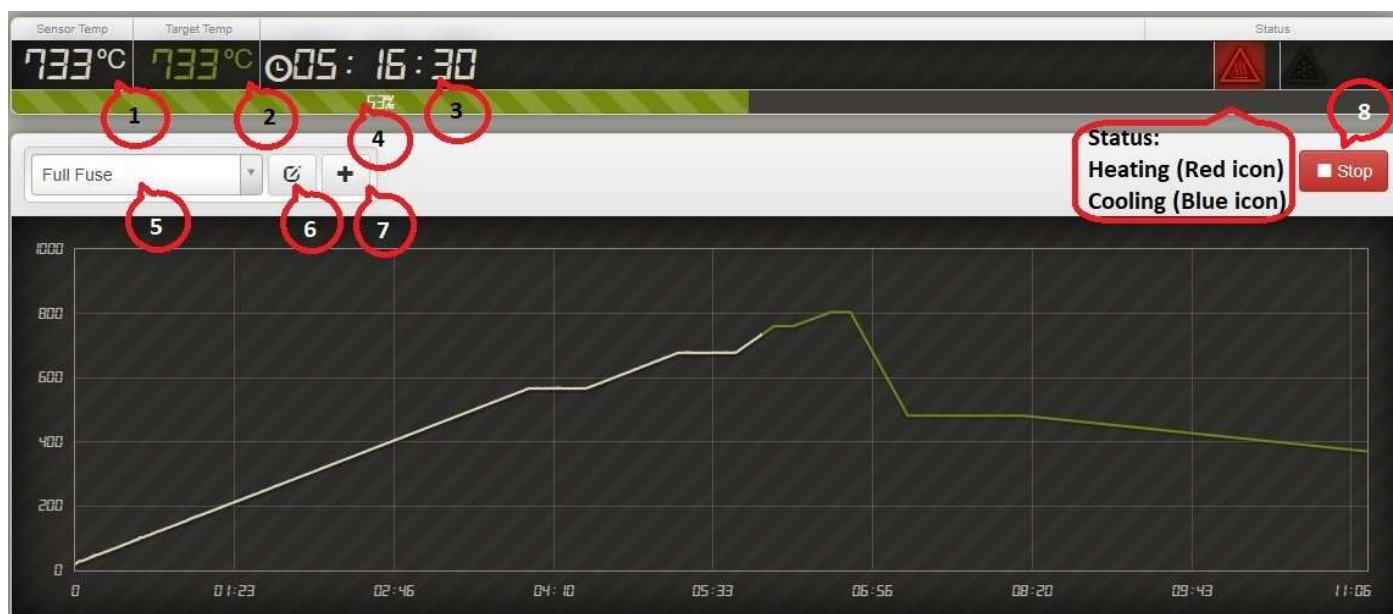 Sensor Temp Target Temp Status
733°C 733°C 05:16:30
53%
1 2 3 4 8
Status:
Heating (Red icon)
Cooling (Blue icon)
Stop
Full Fuse
5 6 7
1000
800
600
400
200
0
0 01:23 02:46 04:10 05:33 06:56 08:20 09:43 11:06